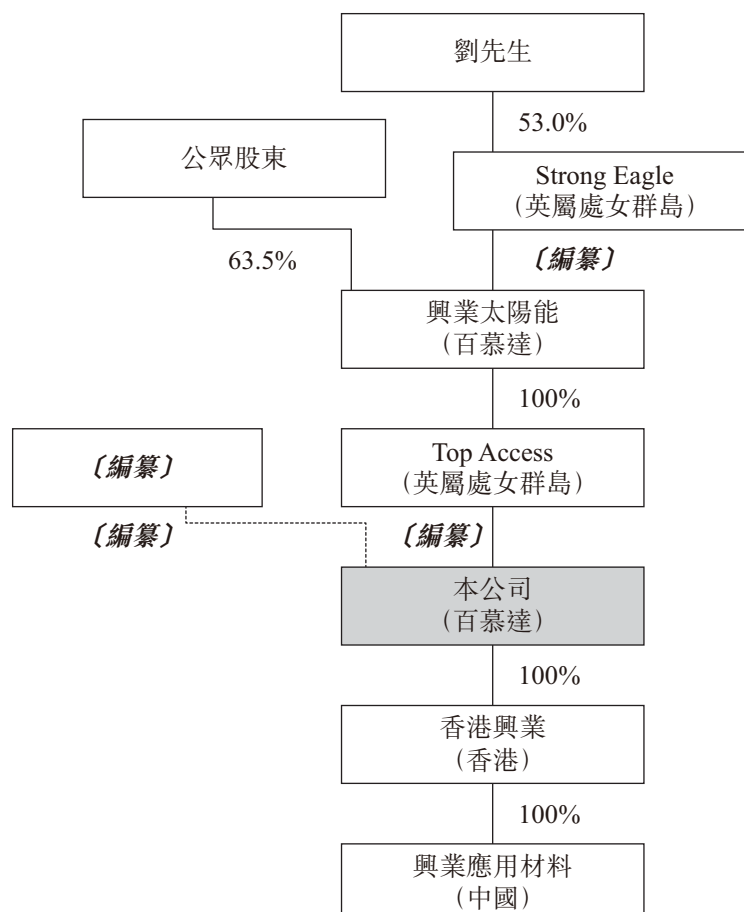 劉先生
53.0%
公眾股東
Strong Eagle
(英屬處女群島)
63.5%
〔編纂〕
興業太陽能
(百慕達)
100%
〔編纂〕
Top Access
(英屬處女群島)
〔編纂〕
〔編纂〕
本公司
(百慕達)
100%
香港興業
(香港)
100%
興業應用材料
(中國)